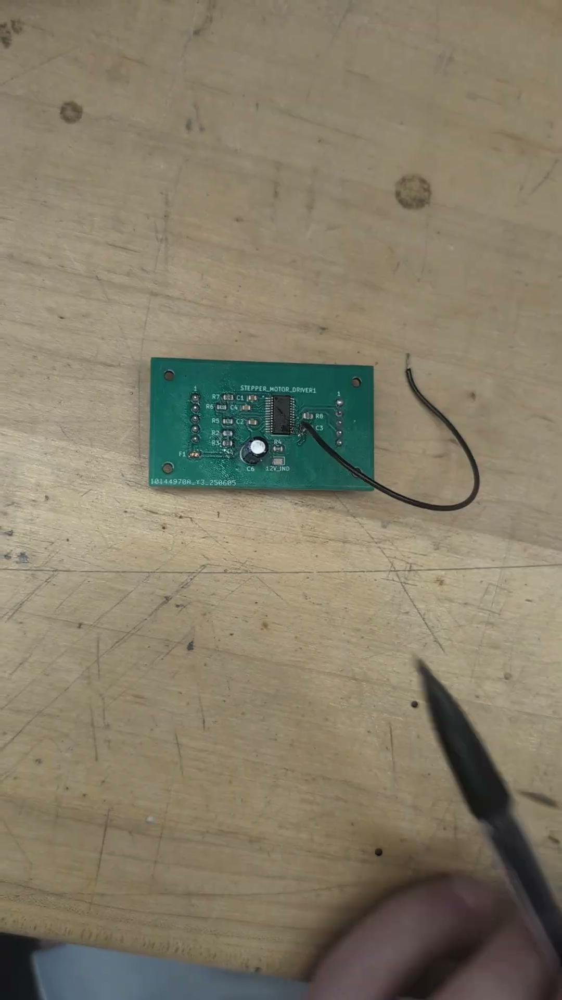 STEPPER_MOTOR_DRIVER1
1
1
R7
C1
R6
C4
R8
R5
C2
C3
R2
R3
R4
F1
C6
12V_IND
10144970A_Y3_250605